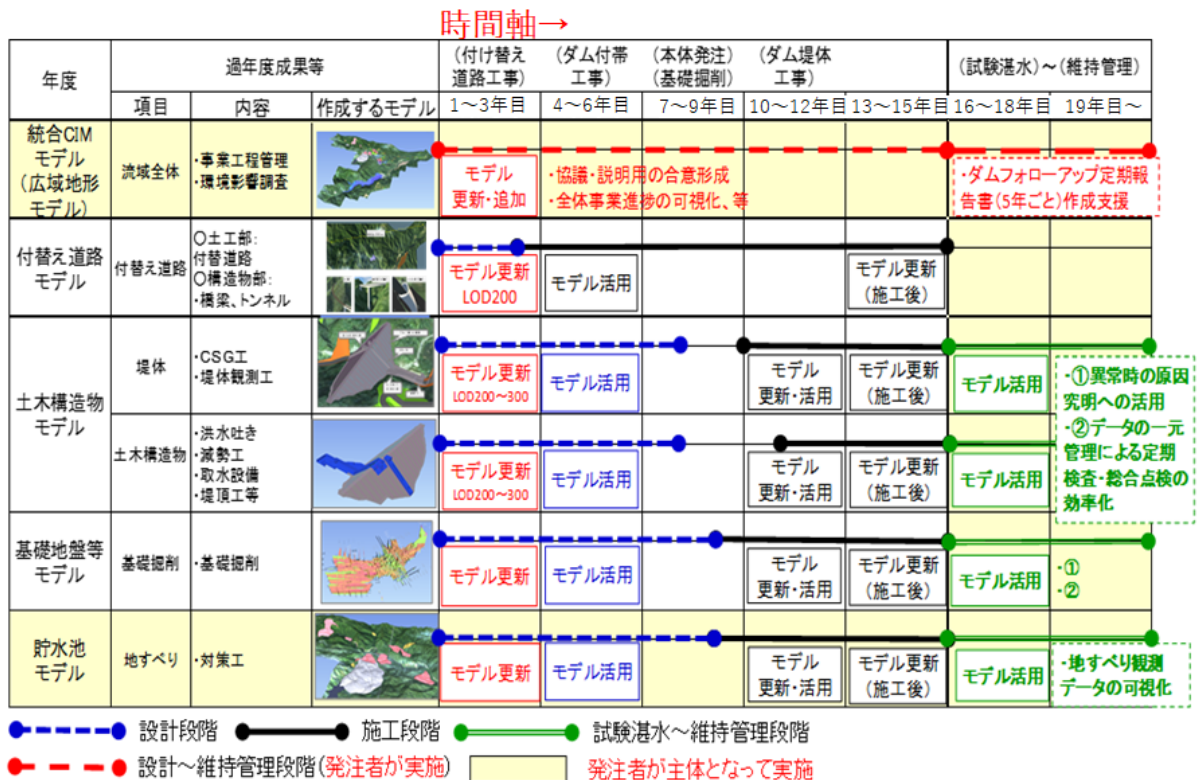 時間軸→
年度
過年度成果等
(付け替え
道路工事)
(ダム付帯
工事)
(本体発注)
(基礎掘削)
(ダム堤体
工事)
(試験湛水)～(維持管理)
項目
内容
作成するモデル
1～3年目
4～6年目
7～9年目
10～12年目
13～15年目
16～18年目
19年目～
統合CIM
モデル
(広域地形
モデル)
流域全体
・事業工程管理
・環境影響調査
モデル
更新・追加
・協議・説明用の合意形成
・全体事業進捗の可視化、等
・ダムフォローアップ定期報
告書(5年ごと)作成支援
付替え道路
モデル
付替え道路
〇土工部：
付替道路
〇構造物部：
・橋梁、トンネル
モデル更新
LOD200
モデル活用
モデル更新
(施工後)
土木構造物
モデル
堤体
・CSG工
・堤体観測工
モデル更新
LOD200～300
モデル活用
モデル
更新・活用
モデル更新
(施工後)
モデル活用
・①異常時の原因
究明への活用
・②データの一元
管理による定期
検査・総合点検の
効率化
土木構造物
・洪水吐き
・減勢工
・取水設備
・堤頂工等
モデル更新
LOD200～300
モデル活用
モデル
更新・活用
モデル更新
(施工後)
モデル活用
基礎地盤等
モデル
基礎掘削
・基礎掘削
モデル更新
モデル活用
モデル
更新・活用
モデル更新
(施工後)
モデル活用
・①
・②
貯水池
モデル
地すべり
・対策工
モデル更新
モデル活用
モデル
更新・活用
モデル更新
(施工後)
モデル活用
・地すべり観測
データの可視化
設計段階
施工段階
試験湛水～維持管理段階
設計～維持管理段階(発注者が実施)
発注者が主体となって実施